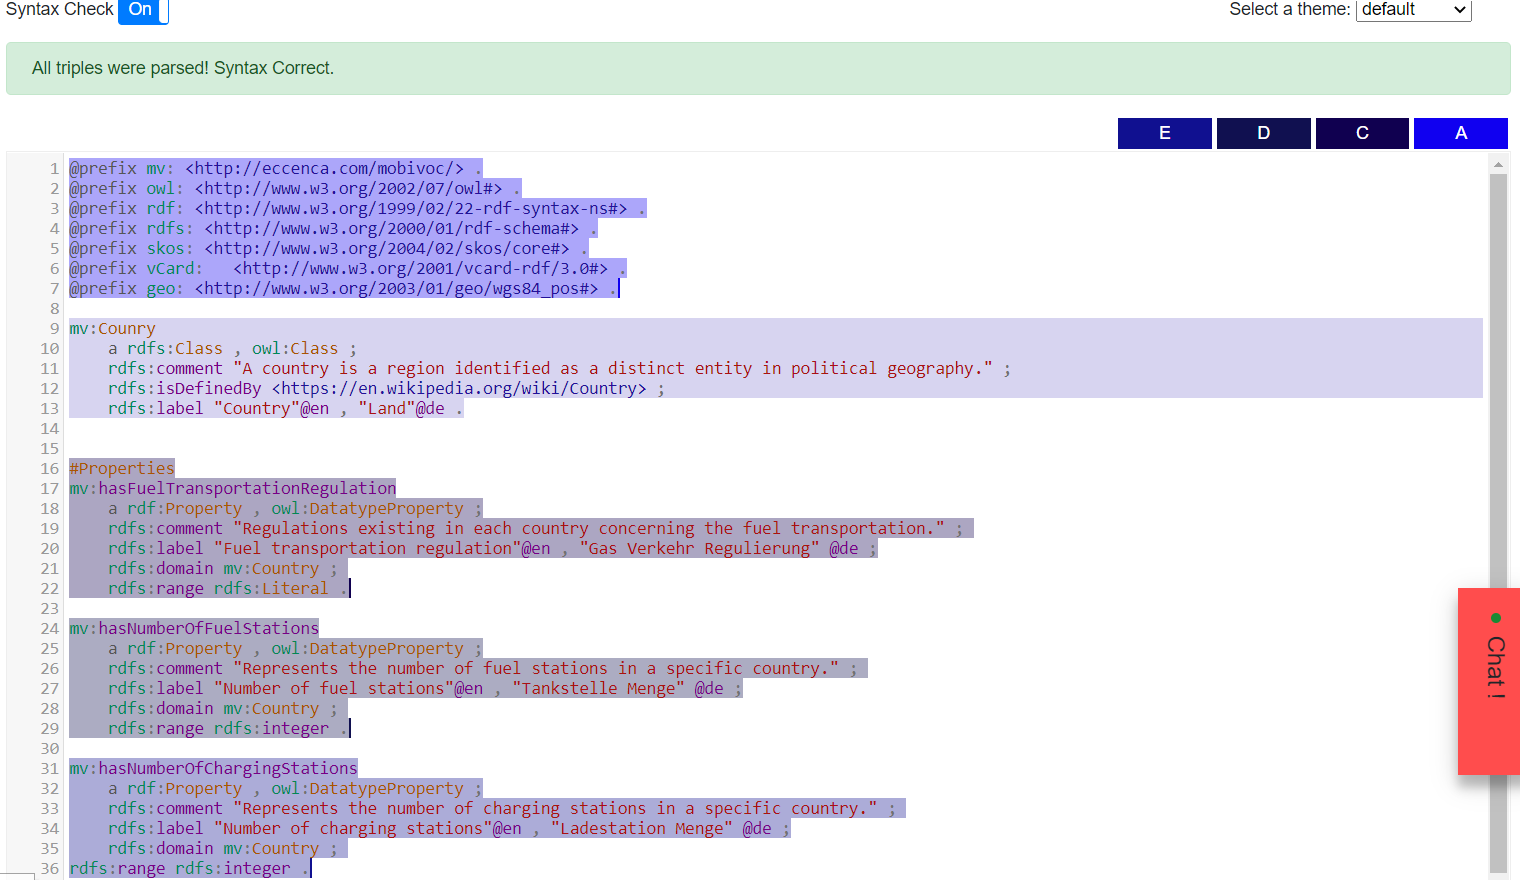 Syntax Check On Select a theme: default
All triples were parsed! Syntax Correct.
E D C A
1 @prefix mv: <http://eccenca.com/mobivoc/> .
2 @prefix owl: <http://www.w3.org/2002/07/owl#> .
3 @prefix rdf: <http://www.w3.org/1999/02/22-rdf-syntax-ns#> .
4 @prefix rdfs: <http://www.w3.org/2000/01/rdf-schema#> .
5 @prefix skos: <http://www.w3.org/2004/02/skos/core#> .
6 @prefix vCard:   <http://www.w3.org/2001/vcard-rdf/3.0#> .
7 @prefix geo: <http://www.w3.org/2003/01/geo/wgs84_pos#> .
8
9 mv:Counry
10     a rdfs:Class , owl:Class ;
11     rdfs:comment "A country is a region identified as a distinct entity in political geography." ;
12     rdfs:isDefinedBy <https://en.wikipedia.org/wiki/Country> ;
13     rdfs:label "Country"@en , "Land"@de .
14
15
16 #Properties
17 mv:hasFuelTransportationRegulation
18     a rdf:Property , owl:DatatypeProperty ;
19     rdfs:comment "Regulations existing in each country concerning the fuel transportation." ;
20     rdfs:label "Fuel transportation regulation"@en , "Gas Verkehr Regulierung" @de ;
21     rdfs:domain mv:Country ;
22     rdfs:range rdfs:Literal .
23
24 mv:hasNumberOfFuelStations
25     a rdf:Property , owl:DatatypeProperty ;
26     rdfs:comment "Represents the number of fuel stations in a specific country." ;
27     rdfs:label "Number of fuel stations"@en , "Tankstelle Menge" @de ;
28     rdfs:domain mv:Country ;
29     rdfs:range rdfs:integer .
30
31 mv:hasNumberOfChargingStations
32     a rdf:Property , owl:DatatypeProperty ;
33     rdfs:comment "Represents the number of charging stations in a specific country." ;
34     rdfs:label "Number of charging stations"@en , "Ladestation Menge" @de ;
35     rdfs:domain mv:Country ;
36 rdfs:range rdfs:integer .
Chat !